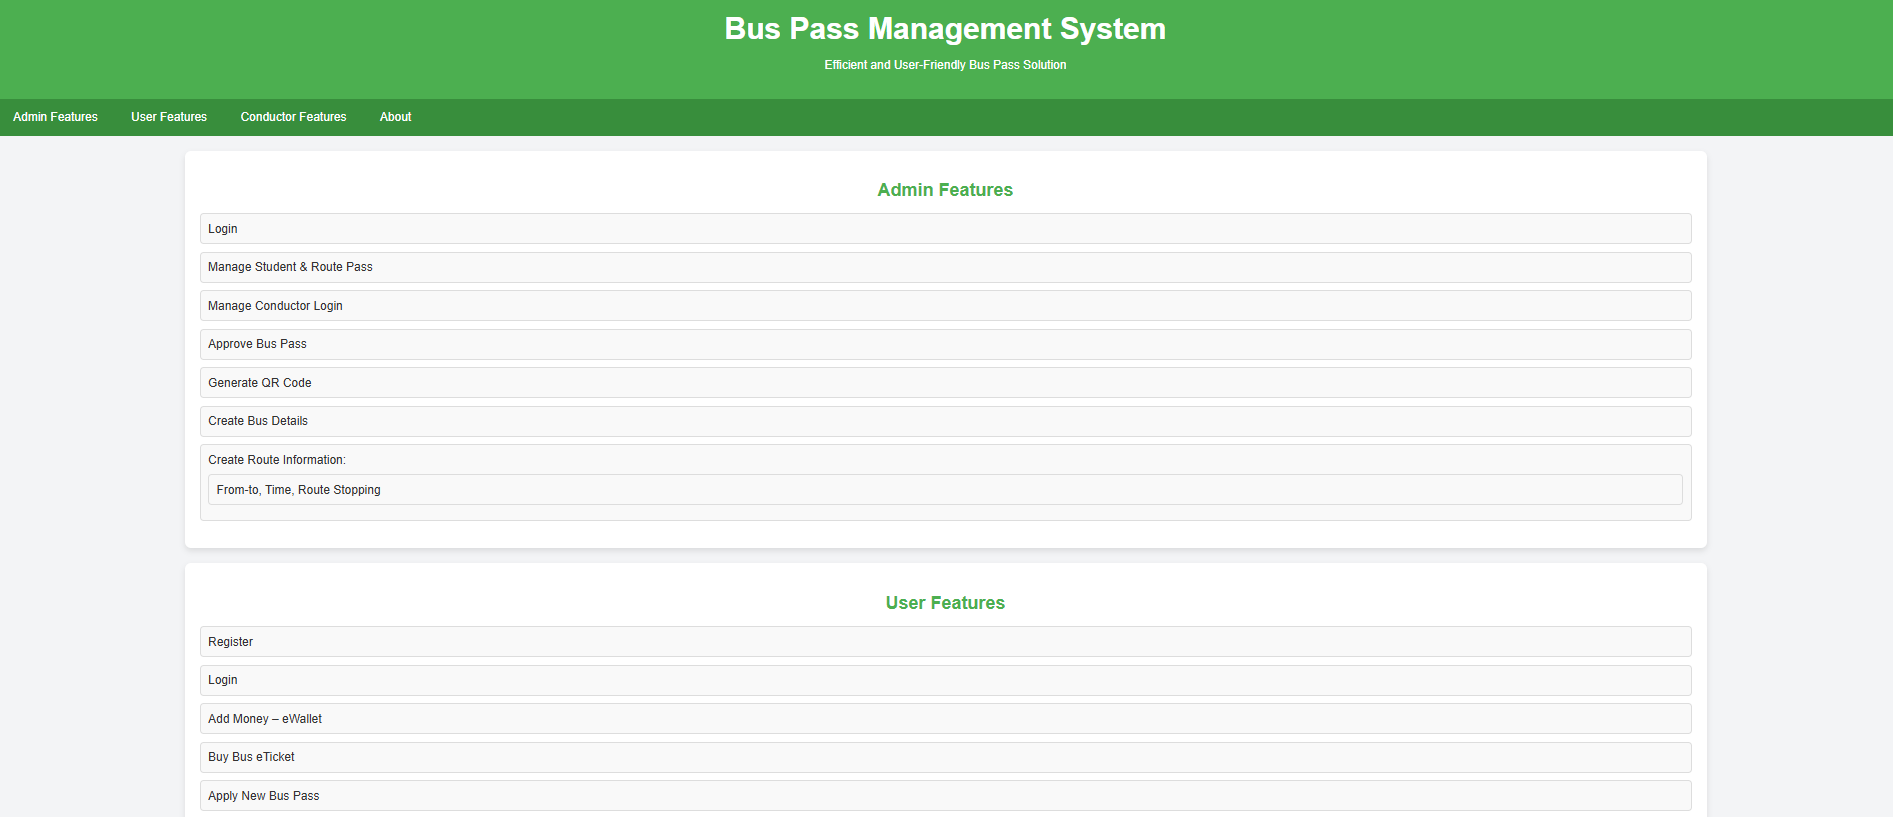 Bus Pass Management System
Efficient and User-Friendly Bus Pass Solution
Admin Features User Features Conductor Features About
Admin Features
Login
Manage Student & Route Pass
Manage Conductor Login
Approve Bus Pass
Generate QR Code
Create Bus Details
Create Route Information:
From-to, Time, Route Stopping
User Features
Register
Login
Add Money – eWallet
Buy Bus eTicket
Apply New Bus Pass